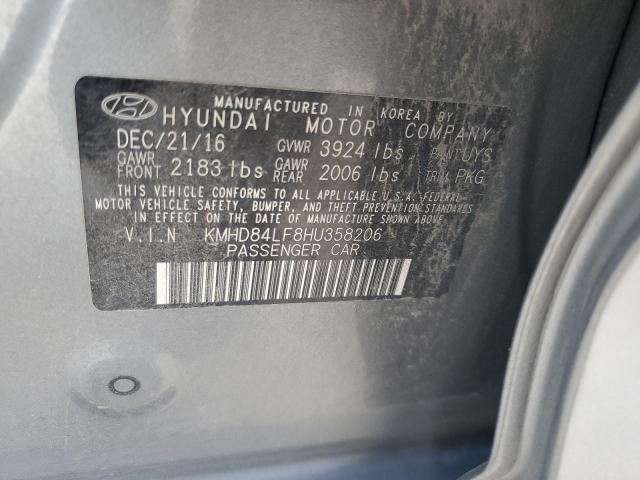 MANUFACTURED IN KOREA BY
HYUNDAI MOTOR COMPANY
DEC/21/16 GVWR 3924 lbs PAINT UYS
GAWR FRONT 2183 lbs GAWR REAR 2006 lbs TRIM PKG
THIS VEHICLE CONFORMS TO ALL APPLICABLE U.S.A. FEDERAL
MOTOR VEHICLE SAFETY, BUMPER, AND THEFT PREVENTION STANDARDS
IN EFFECT ON THE DATE OF MANUFACTURE SHOWN ABOVE.
V.I.N KMHD84LF8HU358206
PASSENGER CAR